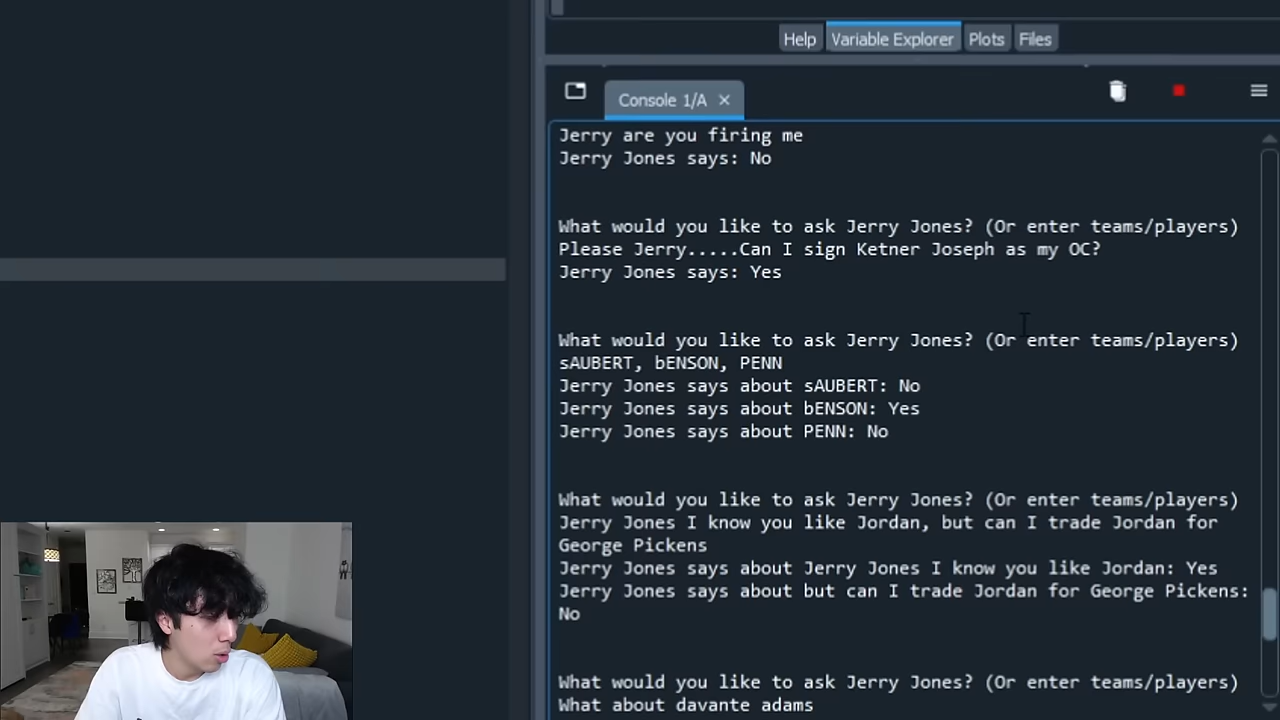 Help Variable Explorer Plots Files
Console 1/A
Jerry are you firing me
Jerry Jones says: No
What would you like to ask Jerry Jones? (Or enter teams/players)
Please Jerry.....Can I sign Ketner Joseph as my OC?
Jerry Jones says: Yes
What would you like to ask Jerry Jones? (Or enter teams/players)
sAUBERT, bENSON, PENN
Jerry Jones says about sAUBERT: No
Jerry Jones says about bENSON: Yes
Jerry Jones says about PENN: No
What would you like to ask Jerry Jones? (Or enter teams/players)
Jerry Jones I know you like Jordan, but can I trade Jordan for
George Pickens
Jerry Jones says about Jerry Jones I know you like Jordan: Yes
Jerry Jones says about but can I trade Jordan for George Pickens:
No
What would you like to ask Jerry Jones? (Or enter teams/players)
What about davante adams